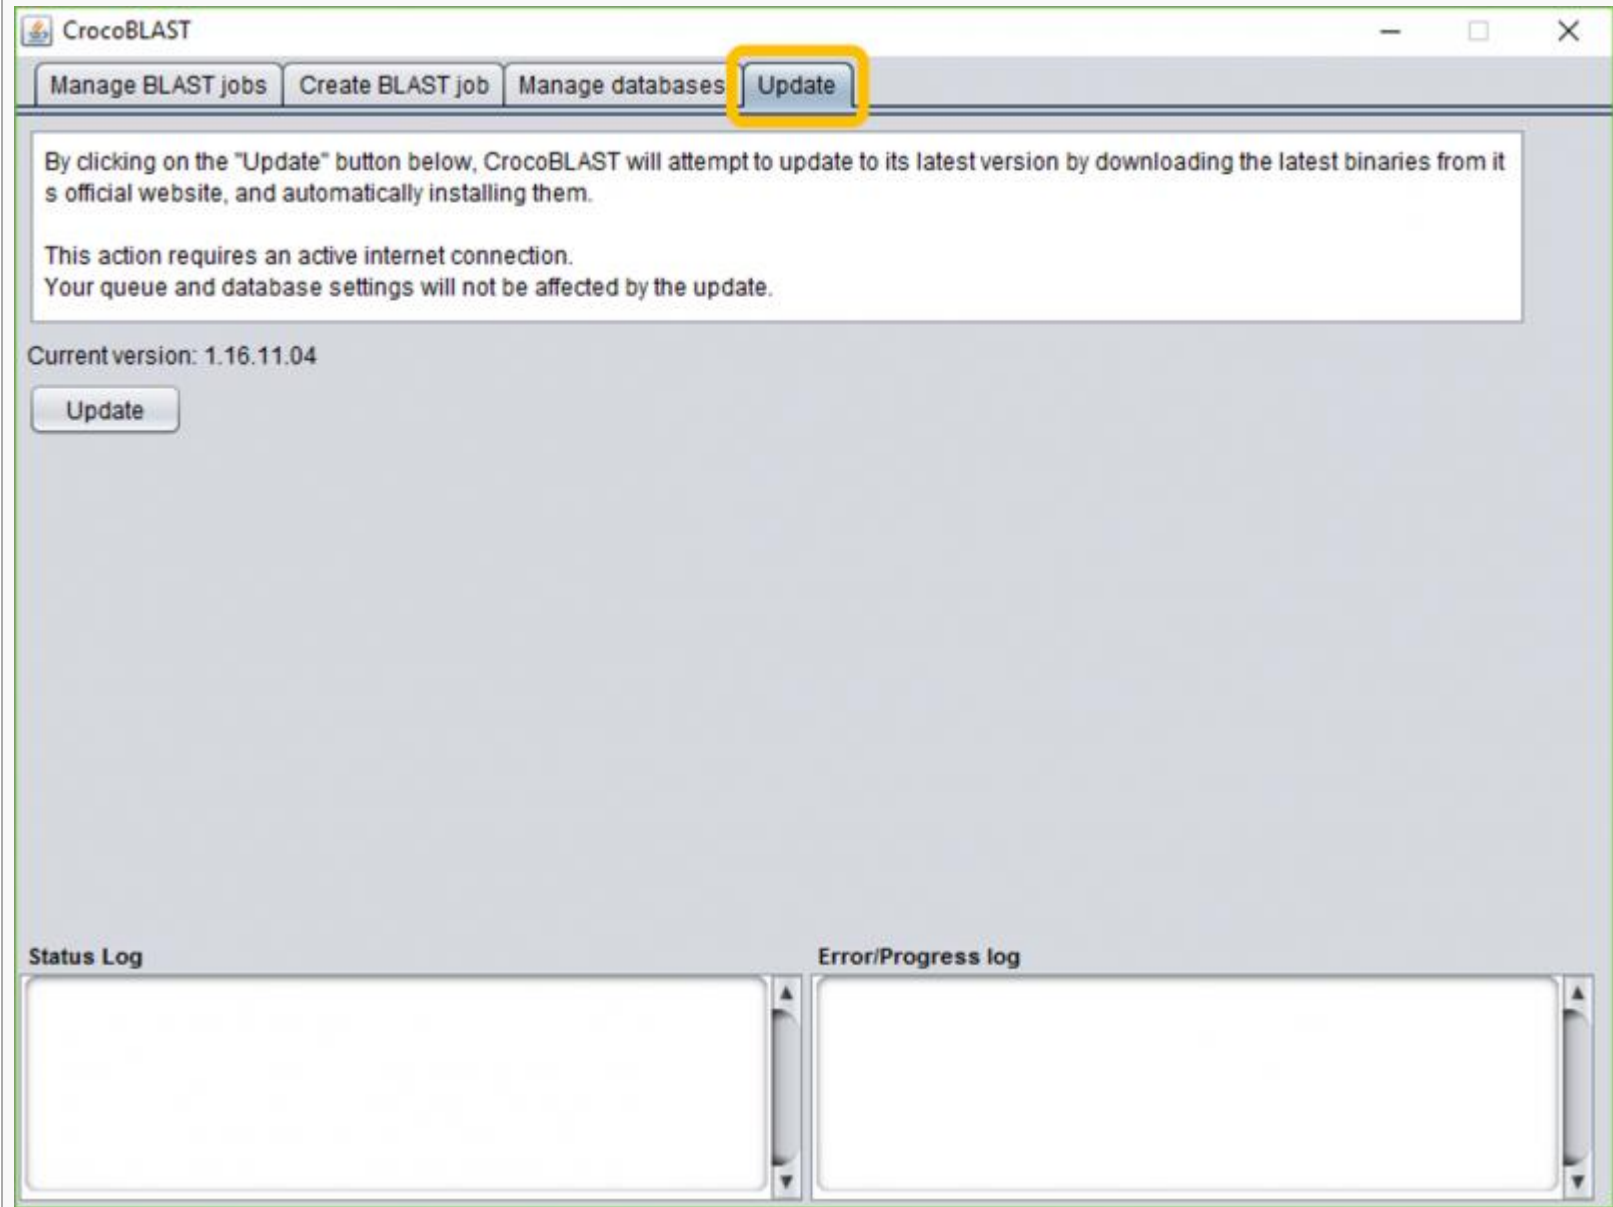 CrocoBLAST
Manage BLAST jobs Create BLAST job Manage databases Update
By clicking on the "Update" button below, CrocoBLAST will attempt to update to its latest version by downloading the latest binaries from it
s official website, and automatically installing them.
This action requires an active internet connection.
Your queue and database settings will not be affected by the update.
Current version: 1.16.11.04
Update
Status Log Error/Progress log